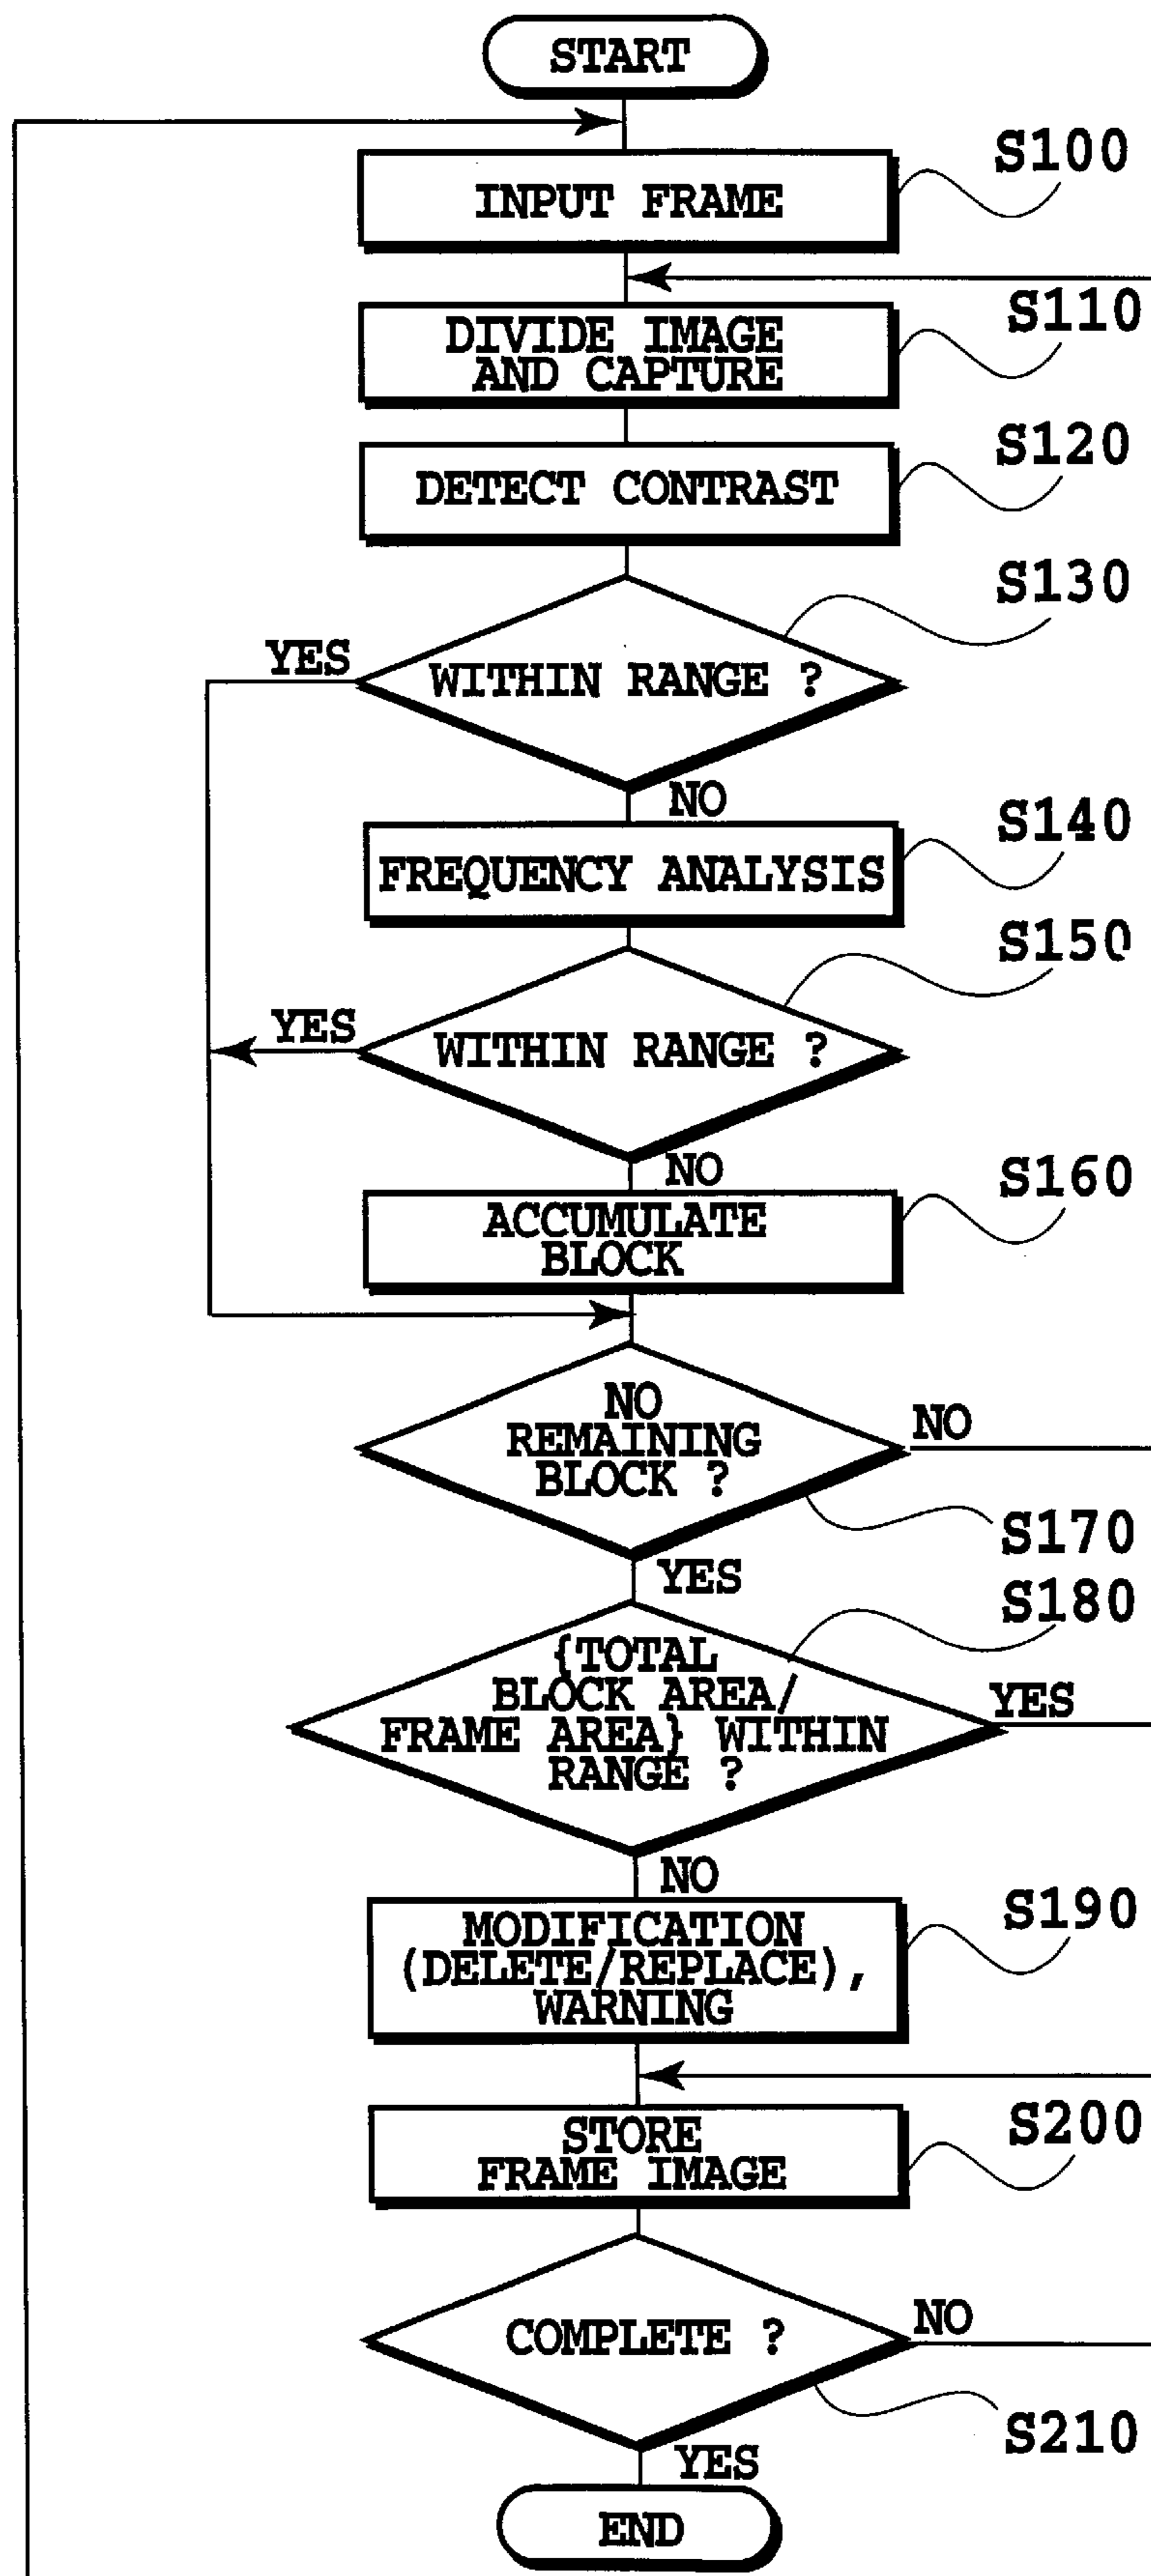 START
INPUT FRAME
S100
DIVIDE IMAGE
AND CAPTURE
S110
DETECT CONTRAST
S120
S130
YES
WITHIN RANGE ?
NO
FREQUENCY ANALYSIS
S140
S150
YES
WITHIN RANGE ?
NO
ACCUMULATE
BLOCK
S160
NO
REMAINING
BLOCK ?
NO
S170
YES
S180
{TOTAL
BLOCK AREA/
FRAME AREA} WITHIN
RANGE ?
YES
NO
MODIFICATION
(DELETE/REPLACE),
WARNING
S190
STORE
FRAME IMAGE
S200
COMPLETE ?
NO
S210
YES
END